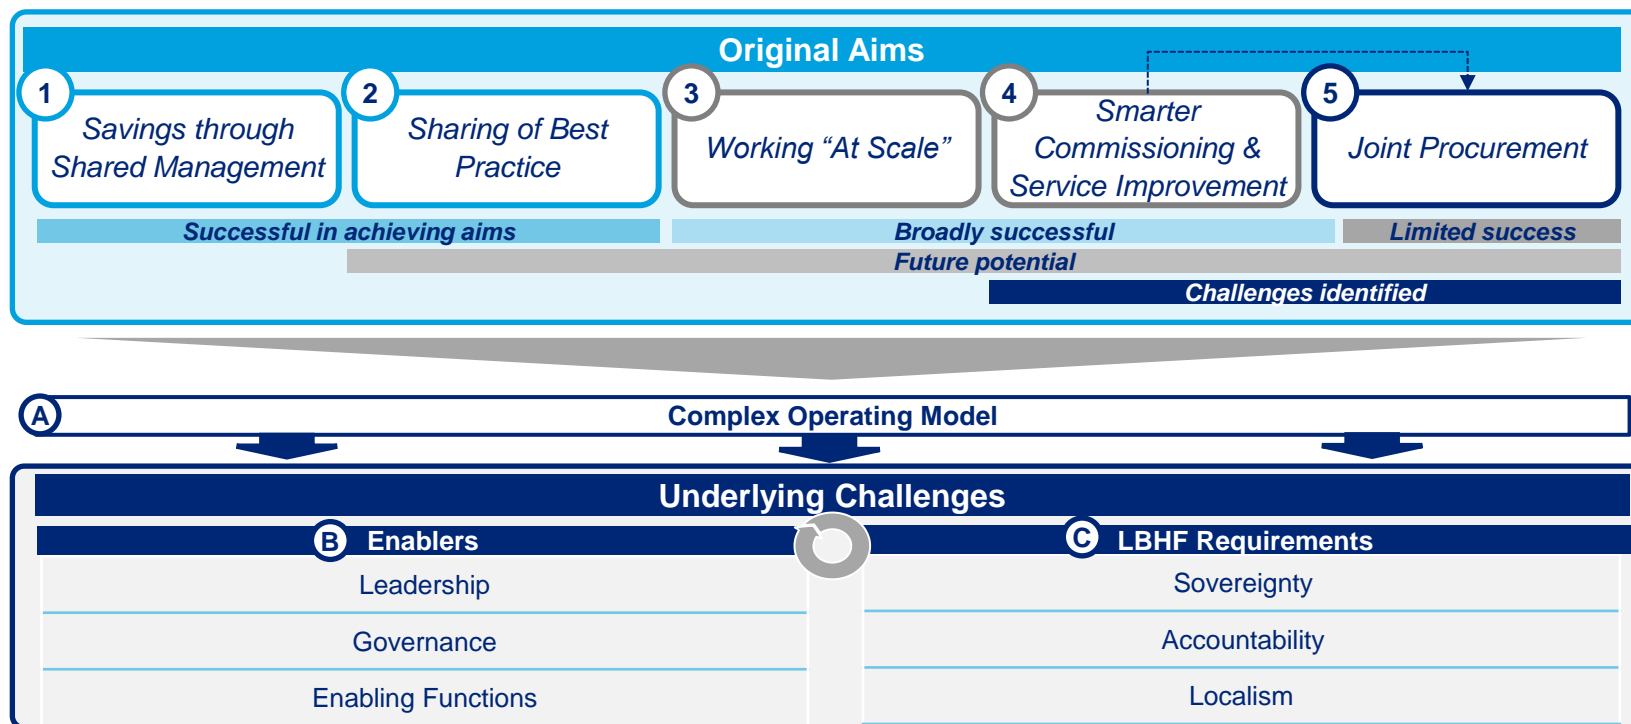 Original Aims
1
Savings through
Shared Management
2
Sharing of Best
Practice
3
Working “At Scale”
4
Smarter
Commissioning &
Service Improvement
5
Joint Procurement
Successful in achieving aims
Broadly successful
Limited success
Future potential
Challenges identified
A
Complex Operating Model
Underlying Challenges
B Enablers
Leadership
Governance
Enabling Functions
C LBHF Requirements
Sovereignty
Accountability
Localism